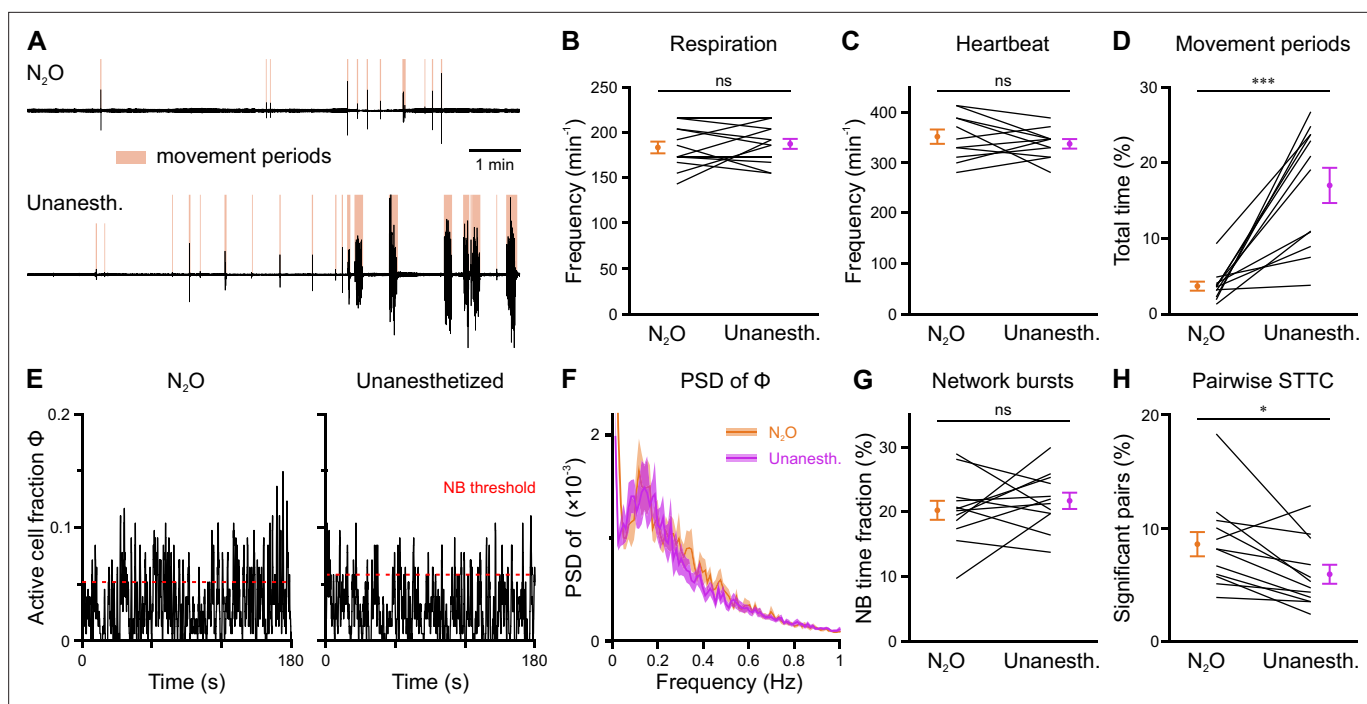 A
N₂O
movement periods
1 min
Unanesth.
B Respiration
ns
Frequency (min⁻¹)
250
200
150
100
50
0
N₂O Unanesth.
C Heartbeat
ns
Frequency (min⁻¹)
400
300
200
100
0
N₂O Unanesth.
D Movement periods
***
Total time (%)
30
20
10
0
N₂O Unanesth.
E N₂O Unanesthetized
Active cell fraction Φ
0.2
0.1
0
NB threshold
0 180 0 180
Time (s) Time (s)
F PSD of Φ
N₂O
Unanesth.
PSD of (×10⁻³)
2
1
0
0 0.2 0.4 0.6 0.8 1
Frequency (Hz)
G Network bursts
ns
NB time fraction (%)
30
20
10
0
N₂O Unanesth.
H Pairwise STTC
*
Significant pairs (%)
20
10
0
N₂O Unanesth.